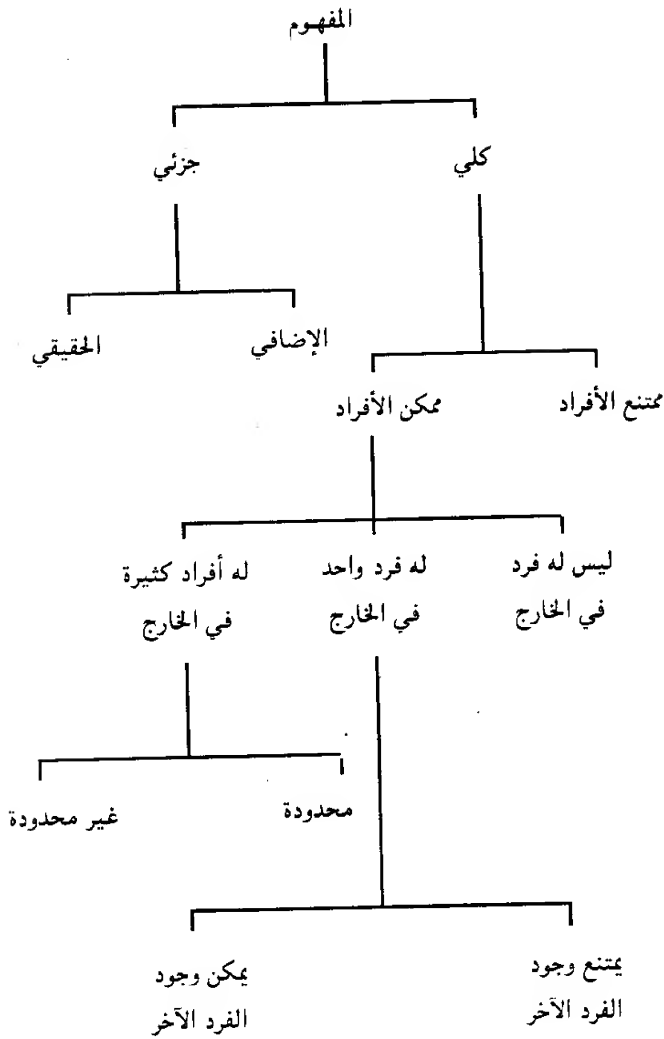 المفهوم
كلي
جزئي
الإضافي
الحقيقي
ممتنع الأفراد
ممكن الأفراد
ليس له فرد
في الخارج
له فرد واحد
في الخارج
له أفراد كثيرة
في الخارج
محدودة
غير محدودة
يمتنع وجود
الفرد الآخر
يمكن وجود
الفرد الآخر